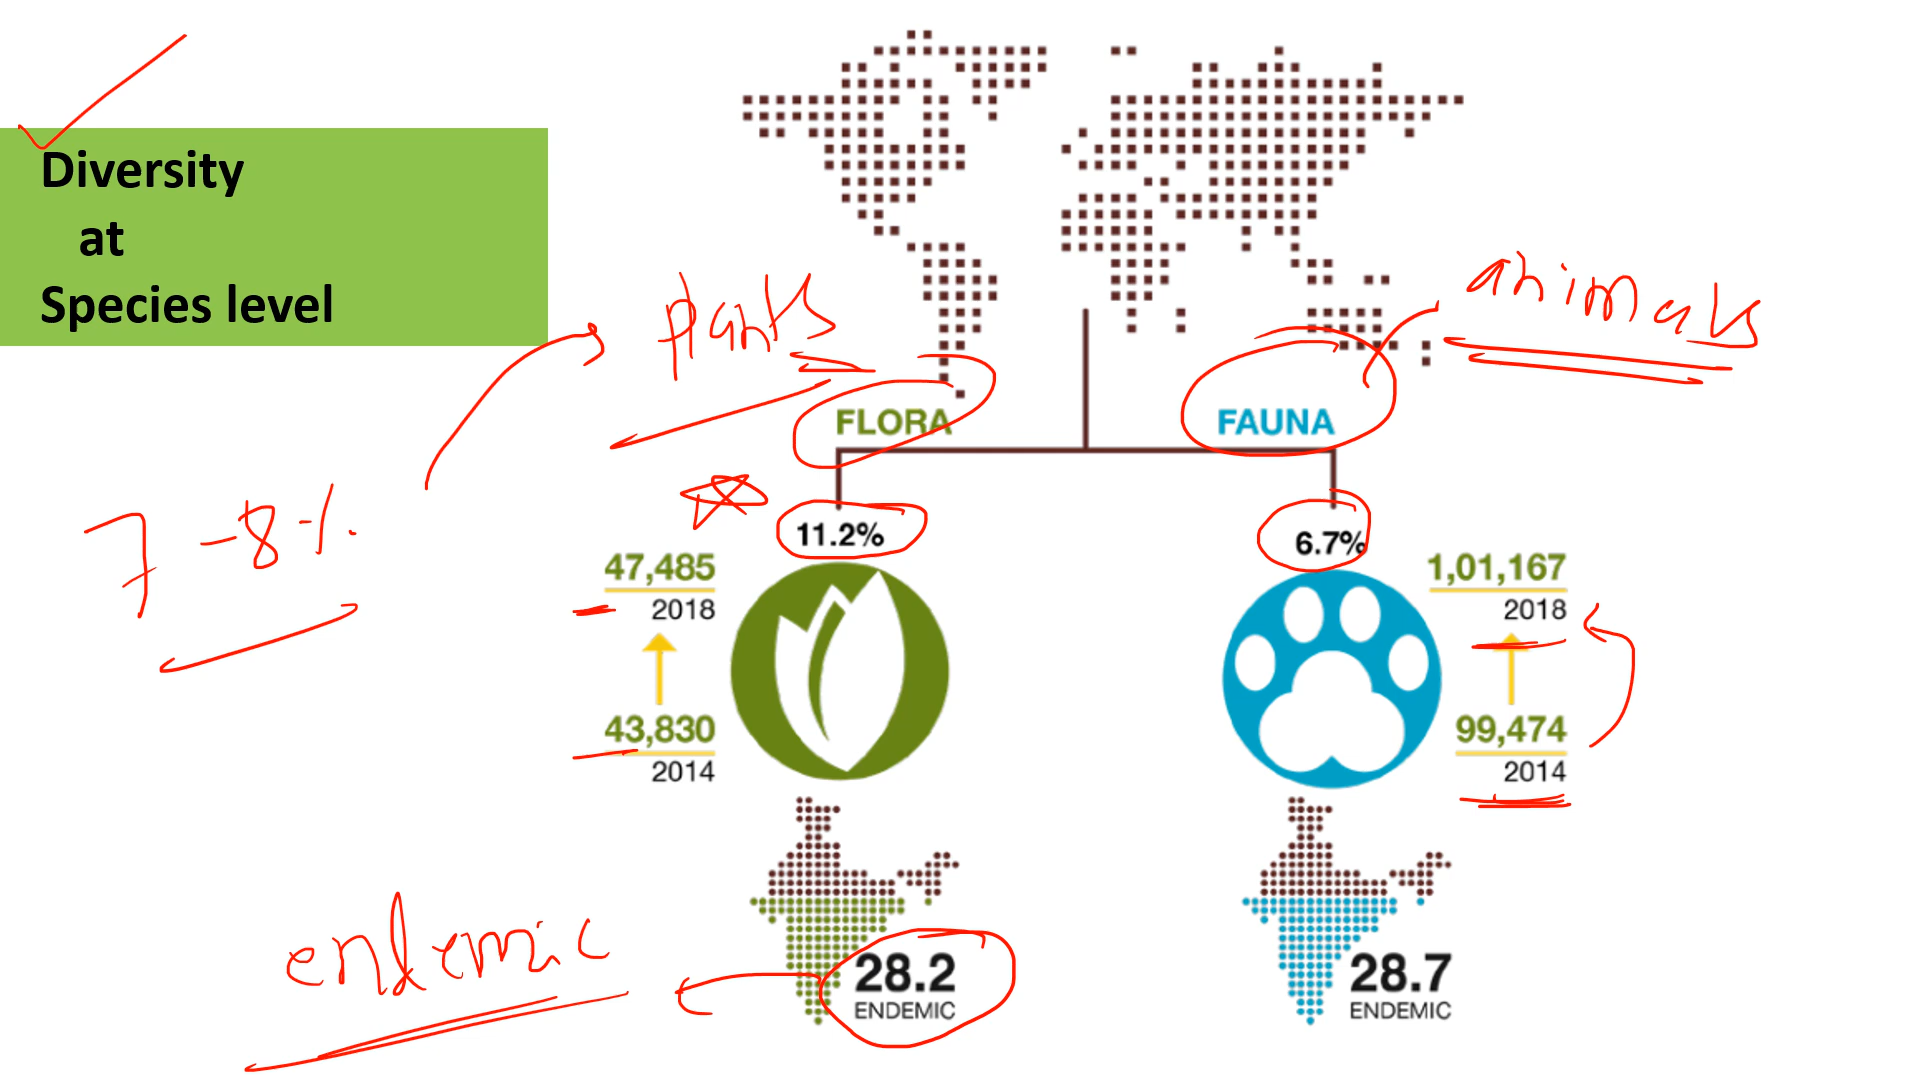 Diversity
at
Species level
plants
animals
FLORA
FAUNA
7-8%
11.2%
6.7%
47,485
2018
43,830
2014
1,01,167
2018
99,474
2014
endemic
28.2
ENDEMIC
28.7
ENDEMIC